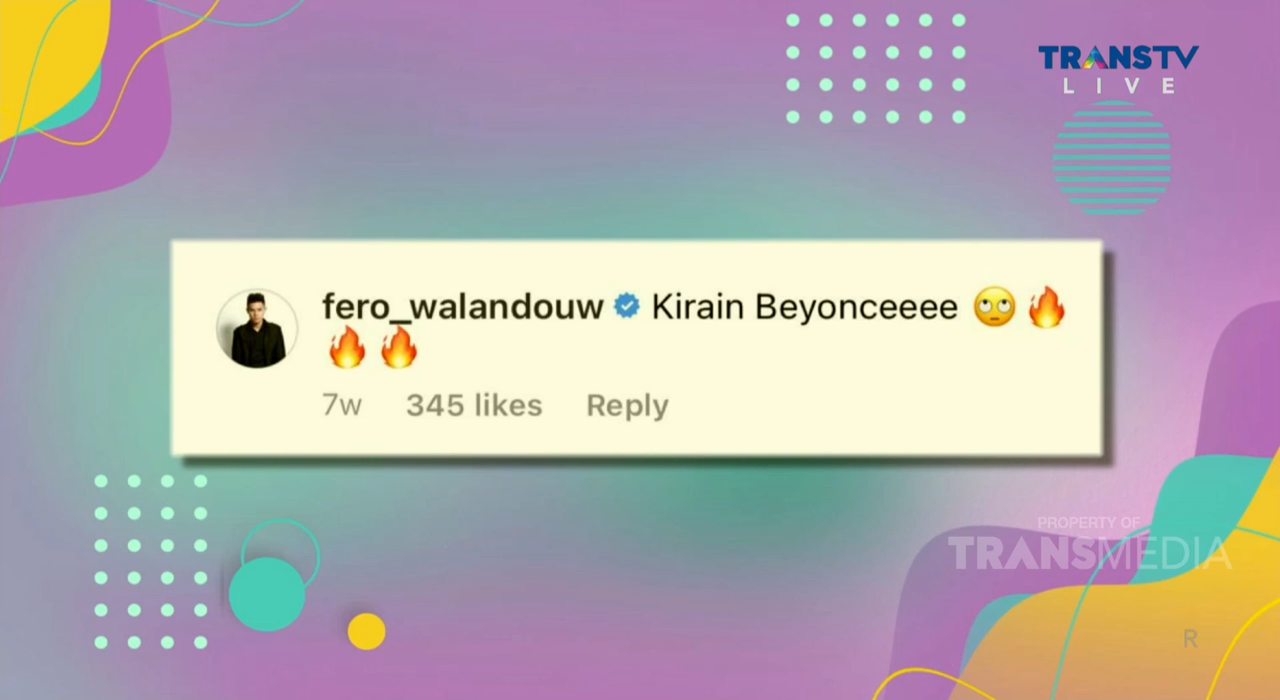 TRANSTV
LIVE
fero_walandouw Kirain Beyonceeee 🙄🔥
🔥🔥
7w 345 likes Reply
PROPERTY OF
TRANSMEDIA
R